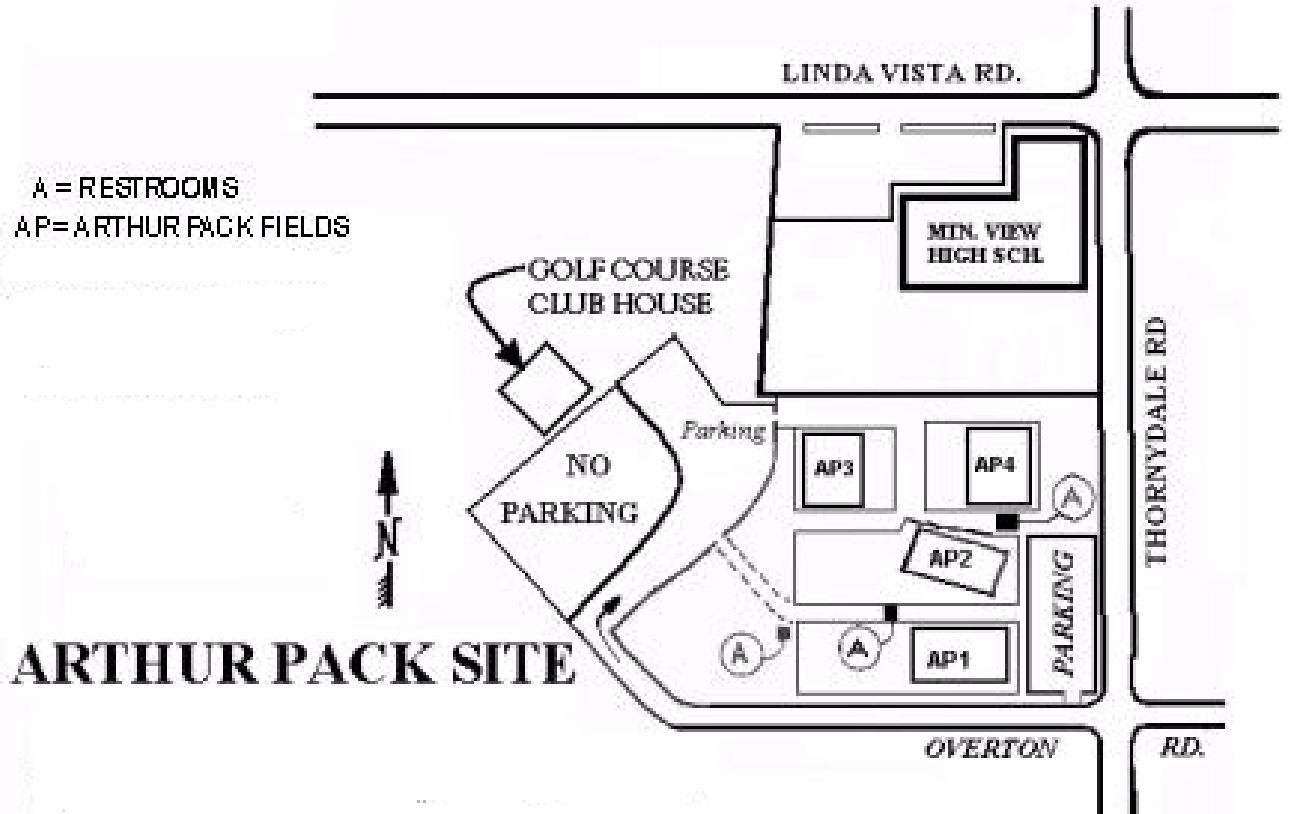 LINDA VISTA RD.
A = RESTROOMS
AP= ARTHUR PACK FIELDS
MTN. VIEW
HIGH SCH.
GOLF COURSE
CLUB HOUSE
THORNYDALE RD
Parking
NO
PARKING
AP3
AP4
A
N
AP2
PARKING
ARTHUR PACK SITE
A
A
AP1
OVERTON RD.